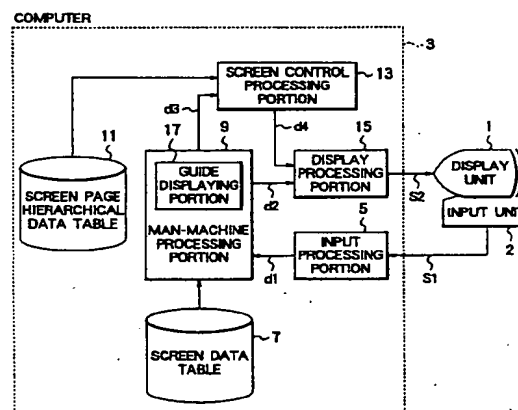 COMPUTER
3
SCREEN CONTROL
PROCESSING
PORTION
13
d3
d4
11
17
9
15
1
GUIDE
DISPLAYING
PORTION
DISPLAY
PROCESSING
PORTION
DISPLAY
UNIT
d2
S2
SCREEN PAGE
HIERARCHICAL
DATA TABLE
MAN-MACHINE
PROCESSING
PORTION
5
INPUT UNIT
INPUT
PROCESSING
PORTION
2
d1
S1
SCREEN DATA
TABLE
7